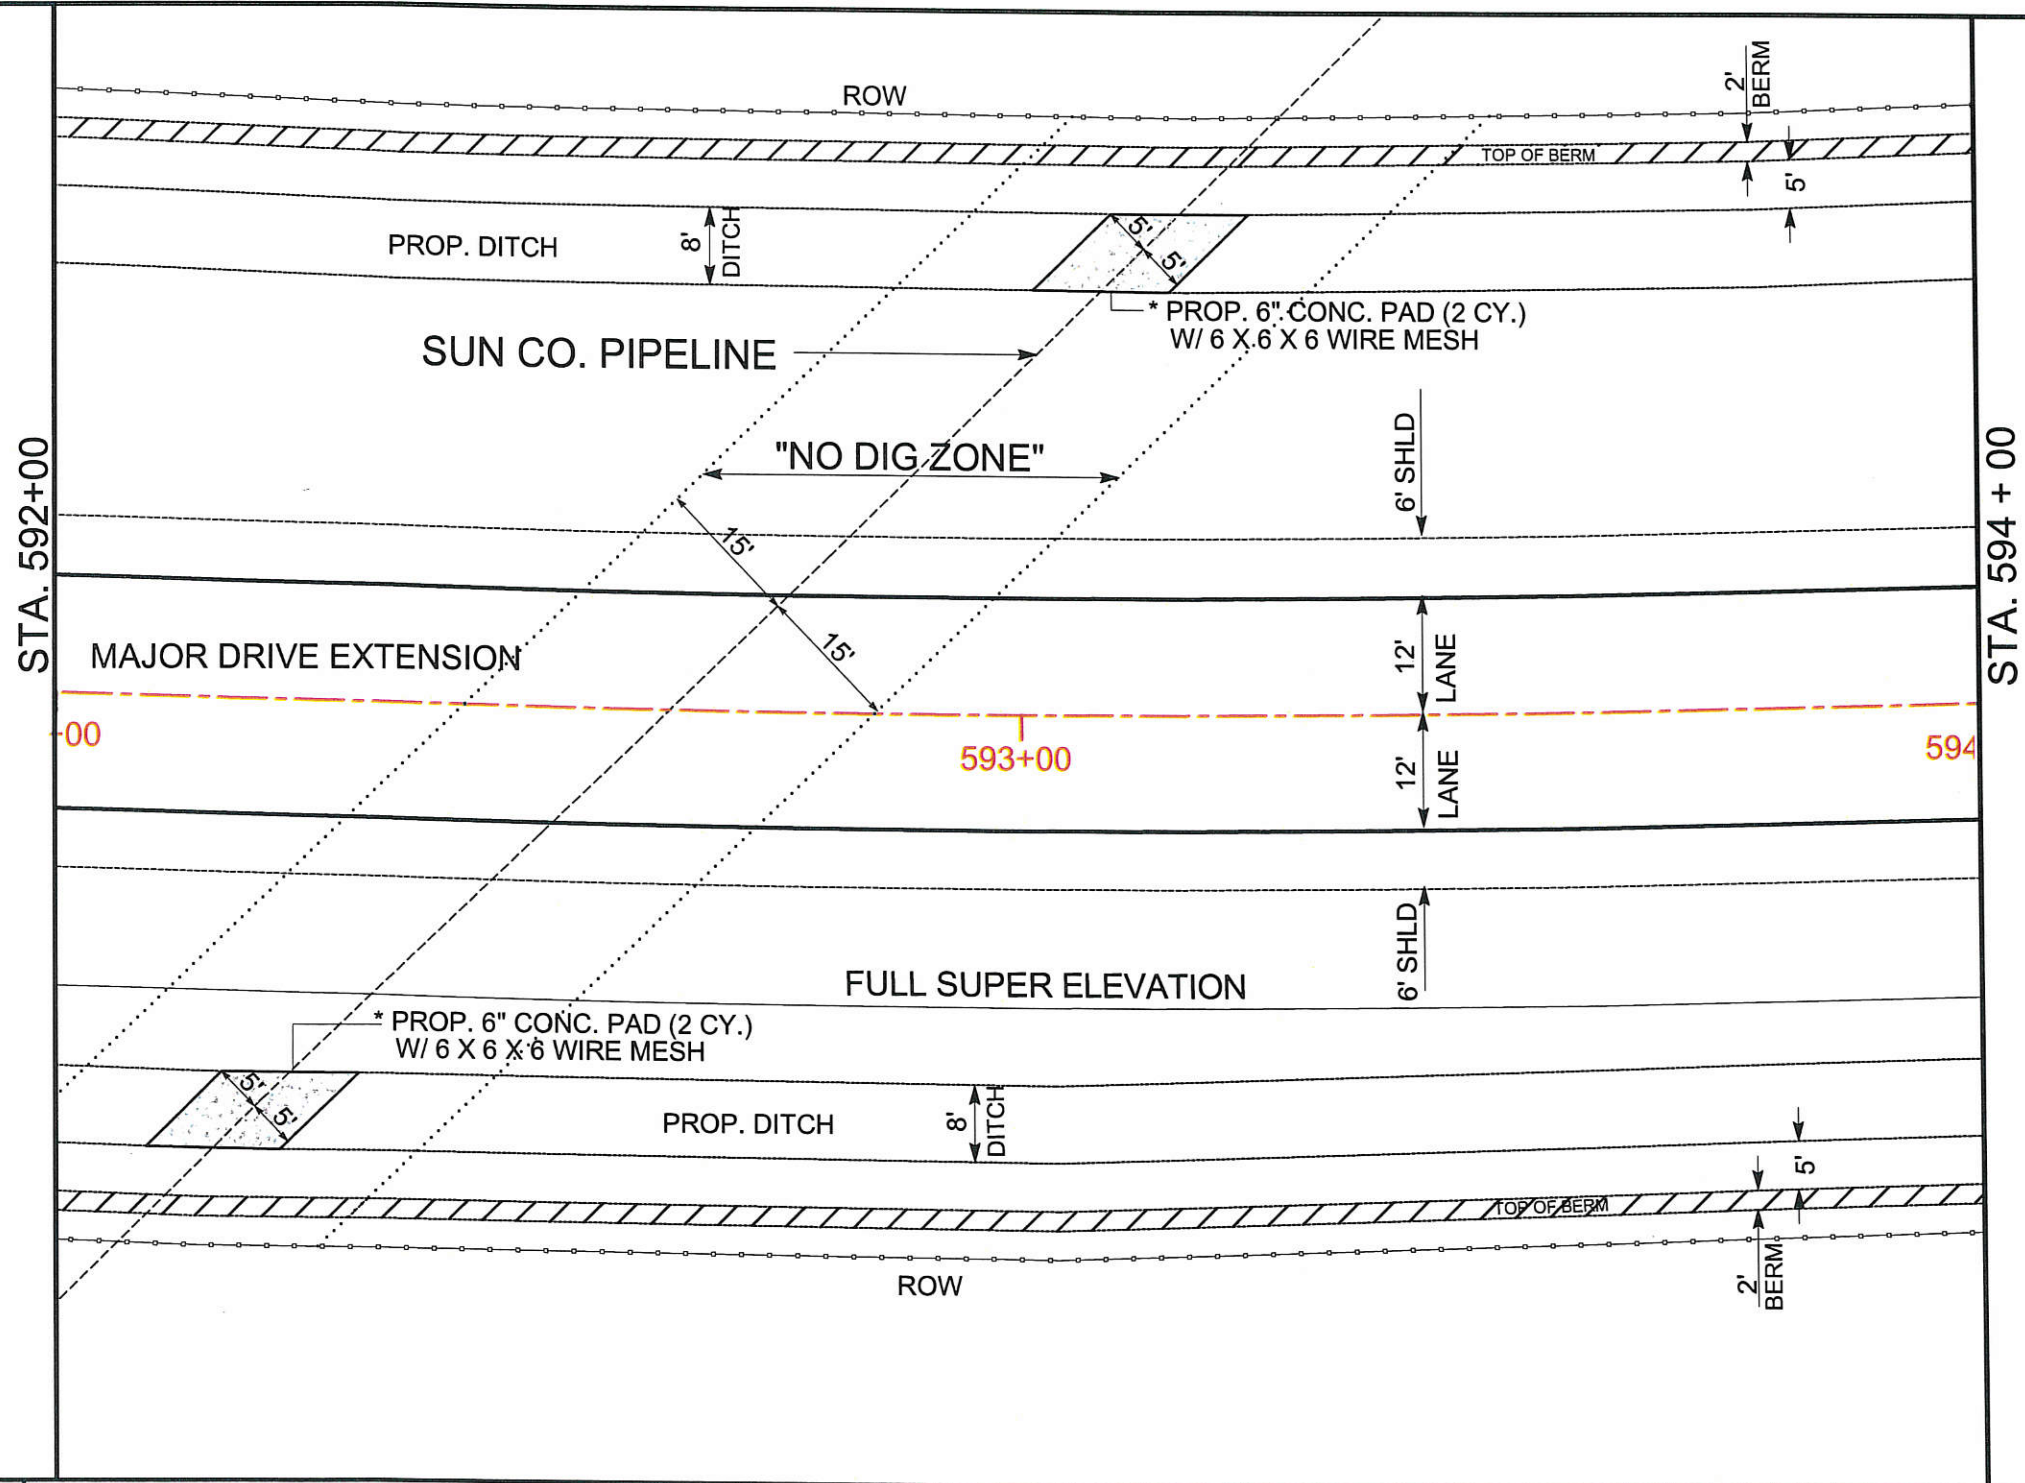 2'
BERM
ROW
TOP OF BERM
5'
8'
DITCH
PROP. DITCH
5'
5'
* PROP. 6" CONC. PAD (2 CY.)
W/ 6 X 6 X 6 WIRE MESH
SUN CO. PIPELINE
"NO DIG ZONE"
6' SHLD
STA. 592+00
STA. 594 + 00
15'
15'
MAJOR DRIVE EXTENSION
12'
LANE
00
593+00
594
12'
LANE
6' SHLD
FULL SUPER ELEVATION
* PROP. 6" CONC. PAD (2 CY.)
W/ 6 X 6 X 6 WIRE MESH
5'
5'
PROP. DITCH
8'
DITCH
5'
TOP OF BERM
2'
BERM
ROW